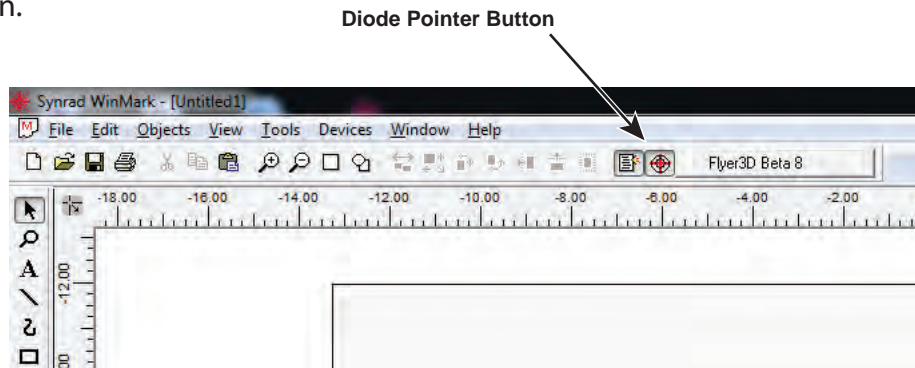 n.
Diode Pointer Button
Synrad WinMark - [Untitled1]
File Edit Objects View Tools Devices Window Help
Flyer3D Beta 8
-18.00 -16.00 -14.00 -12.00 -10.00 -8.00 -6.00 -4.00 -2.00
A
-12.00